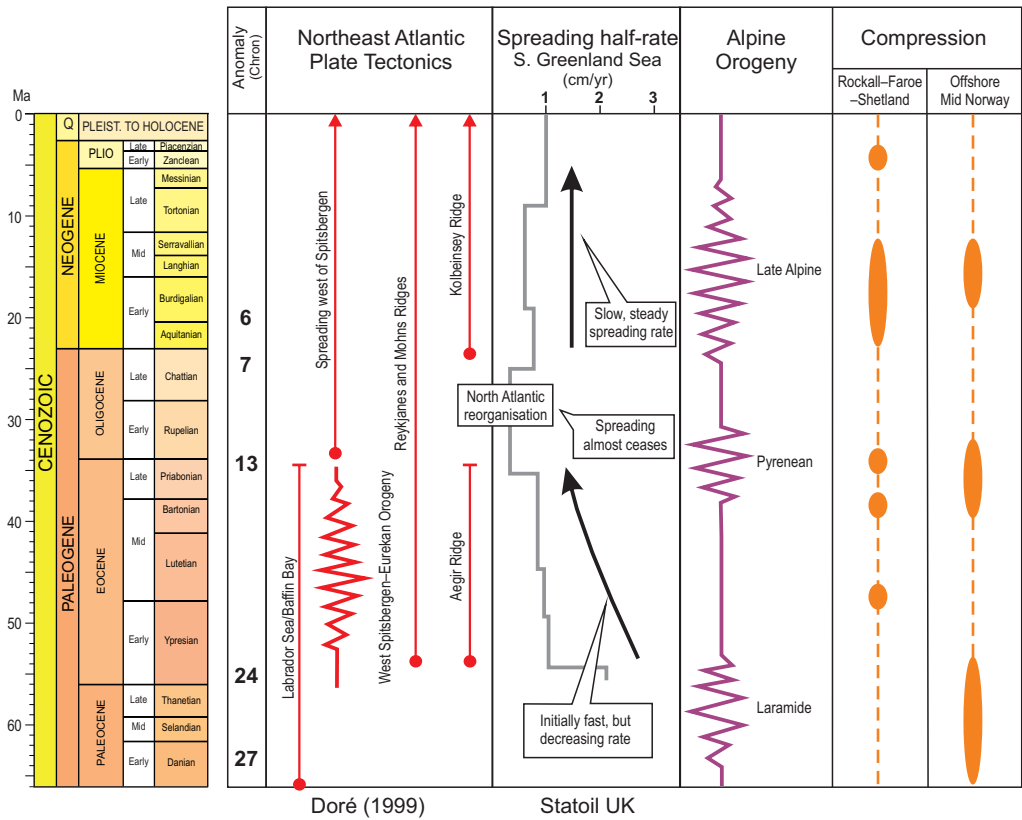 Anomaly
(Chron)
Northeast Atlantic
Plate Tectonics
Spreading half-rate
S. Greenland Sea
(cm/yr)
1 2 3
Alpine
Orogeny
Compression
Rockall–Faroe
–Shetland
Offshore
Mid Norway
Ma
0
10
20
30
40
50
60
CENOZOIC
Q
NEOGENE
PALEOGENE
PLEIST. TO HOLOCENE
PLIO
MIOCENE
OLIGOCENE
EOCENE
PALEOCENE
Late
Early
Late
Mid
Early
Late
Early
Late
Mid
Early
Late
Mid
Early
Piacenzian
Zanclean
Messinian
Tortonian
Serravallian
Langhian
Burdigalian
Aquitanian
Chattian
Rupelian
Priabonian
Bartonian
Lutetian
Ypresian
Thanetian
Selandian
Danian
6
7
13
24
27
Labrador Sea/Baffin Bay
Spreading west of Spitsbergen
West Spitsbergen–Eurekan Orogeny
Reykjanes and Mohns Ridges
Kolbeinsey Ridge
Aegir Ridge
Slow, steady
spreading rate
North Atlantic
reorganisation
Spreading
almost ceases
Initially fast, but
decreasing rate
Late Alpine
Pyrenean
Laramide
Doré (1999)
Statoil UK